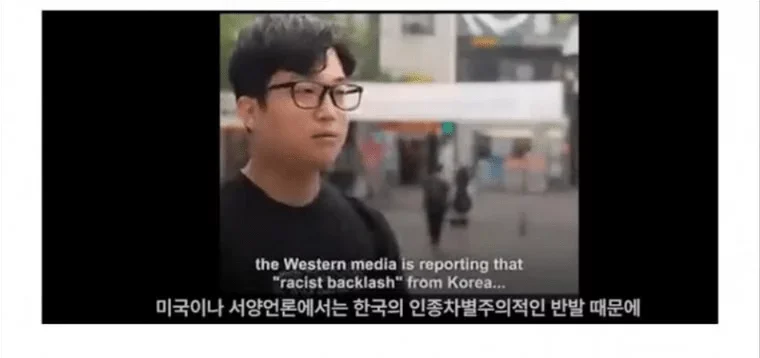 the Western media is reporting that
"racist backlash" from Korea...
미국이나 서양언론에서는 한국의 인종차별주의적인 반발 때문에